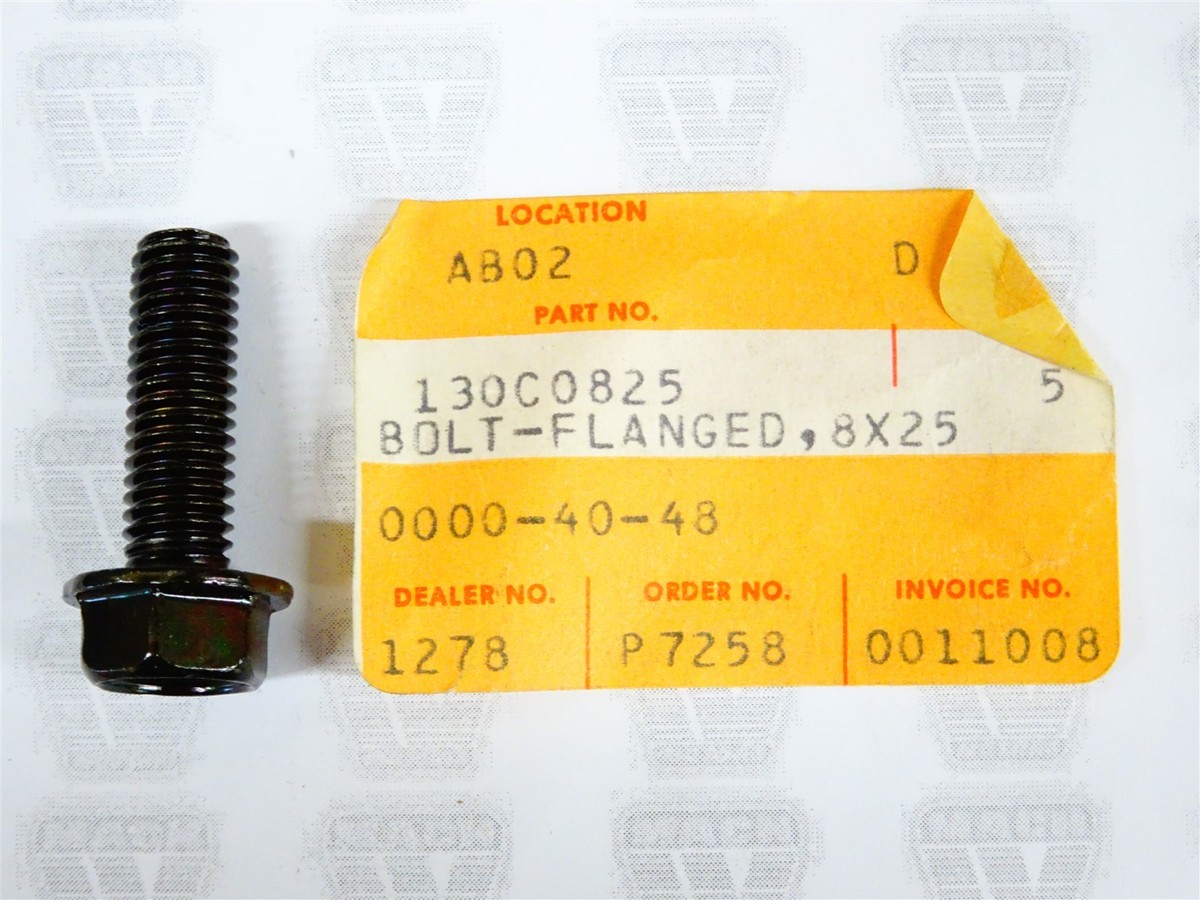 LOCATION
AB02 D
PART NO.
130C0825 5
BOLT-FLANGED,8X25
0000-40-48
DEALER NO. ORDER NO. INVOICE NO.
1278 P7258 0011008